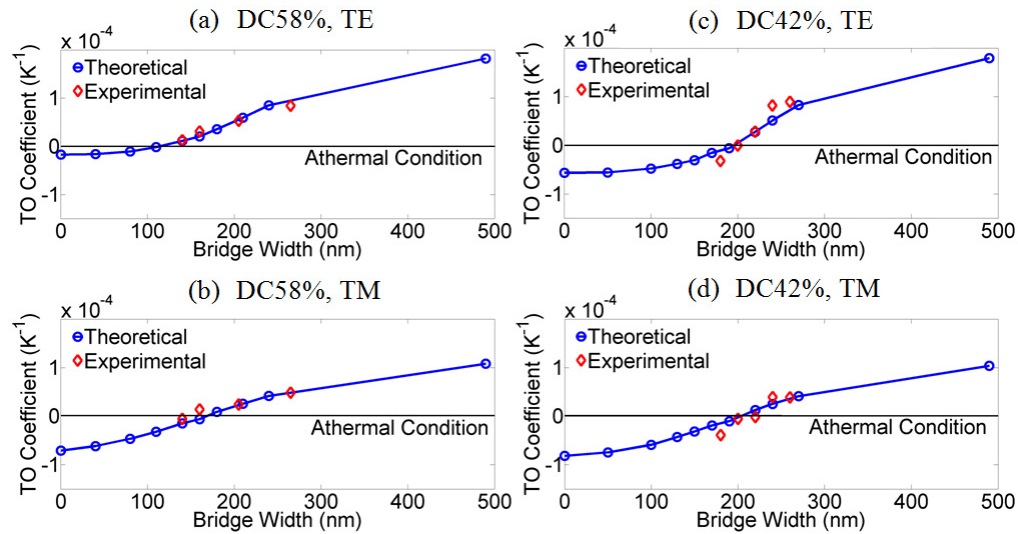 (a) DC58%, TE
x 10⁻⁴
TO Coefficient (K⁻¹)
1
0
-1
Theoretical
Experimental
Athermal Condition
0 100 200 300 400 500
Bridge Width (nm)
(c) DC42%, TE
x 10⁻⁴
TO Coefficient (K⁻¹)
1
0
-1
Theoretical
Experimental
Athermal Condition
0 100 200 300 400 500
Bridge Width (nm)
(b) DC58%, TM
x 10⁻⁴
TO Coefficient (K⁻¹)
1
0
-1
Theoretical
Experimental
Athermal Condition
0 100 200 300 400 500
Bridge Width (nm)
(d) DC42%, TM
x 10⁻⁴
TO Coefficient (K⁻¹)
1
0
-1
Theoretical
Experimental
Athermal Condition
0 100 200 300 400 500
Bridge Width (nm)